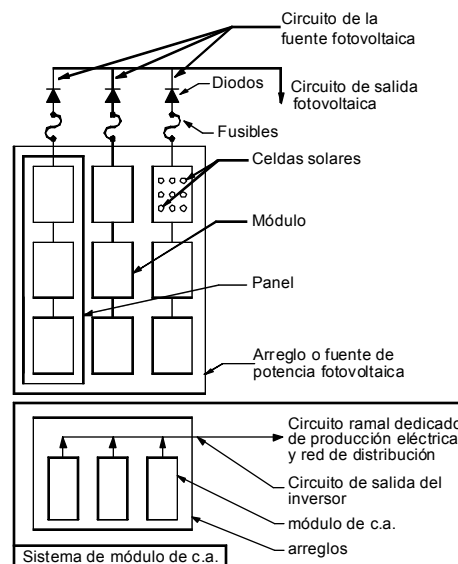 Circuito de la
fuente fotovoltaica
Diodos
Circuito de salida
fotovoltaica
Fusibles
Celdas solares
Módulo
Panel
Arreglo o fuente de
potencia fotovoltaica
Circuito ramal dedicado
de producción eléctrica
y red de distribución
Circuito de salida del
inversor
módulo de c.a.
arreglos
Sistema de módulo de c.a.